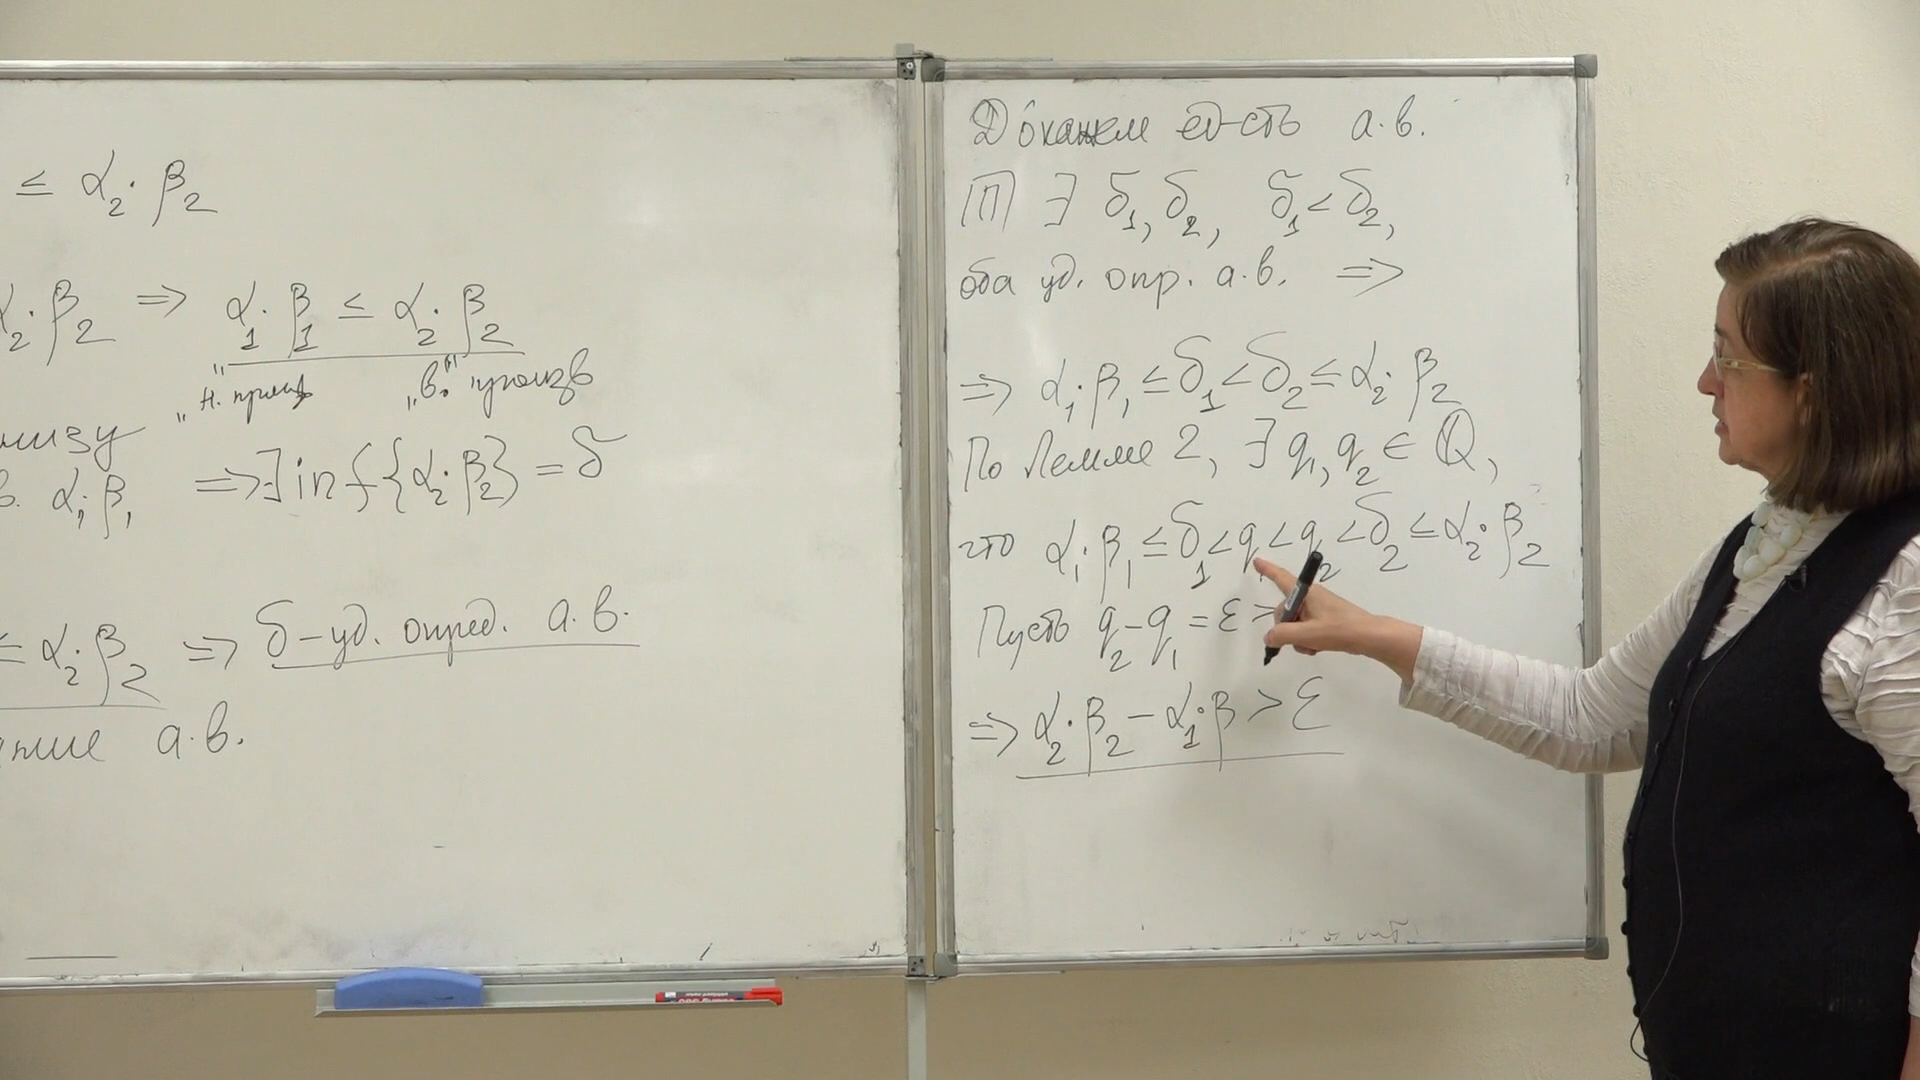 ≤ α₂·β₂
α₂·β₂ ⇒ α₁·β₁ ≤ α₂·β₂
"н. произв "в." произв
низу
в. α₁·β₁ ⇒ ∃ inf{α₂·β₂} = δ
≤ α₂·β₂ ⇒ δ-уд. опред. а.в.
а.в.
Докажем ед-сть а.в.
П ∃ δ₁, δ₂, δ₁ < δ₂,
оба уд. опр. а.в. ⇒
⇒ α₁·β₁ ≤ δ₁ < δ₂ ≤ α₂·β₂
По Лемме 2, ∃ q₁, q₂ ∈ ℚ,
что α₁·β₁ ≤ δ₁ < q₁ < q₂ < δ₂ ≤ α₂·β₂
Пусть q₂ - q₁ = ε >
⇒ α₂·β₂ - α₁·β > ε